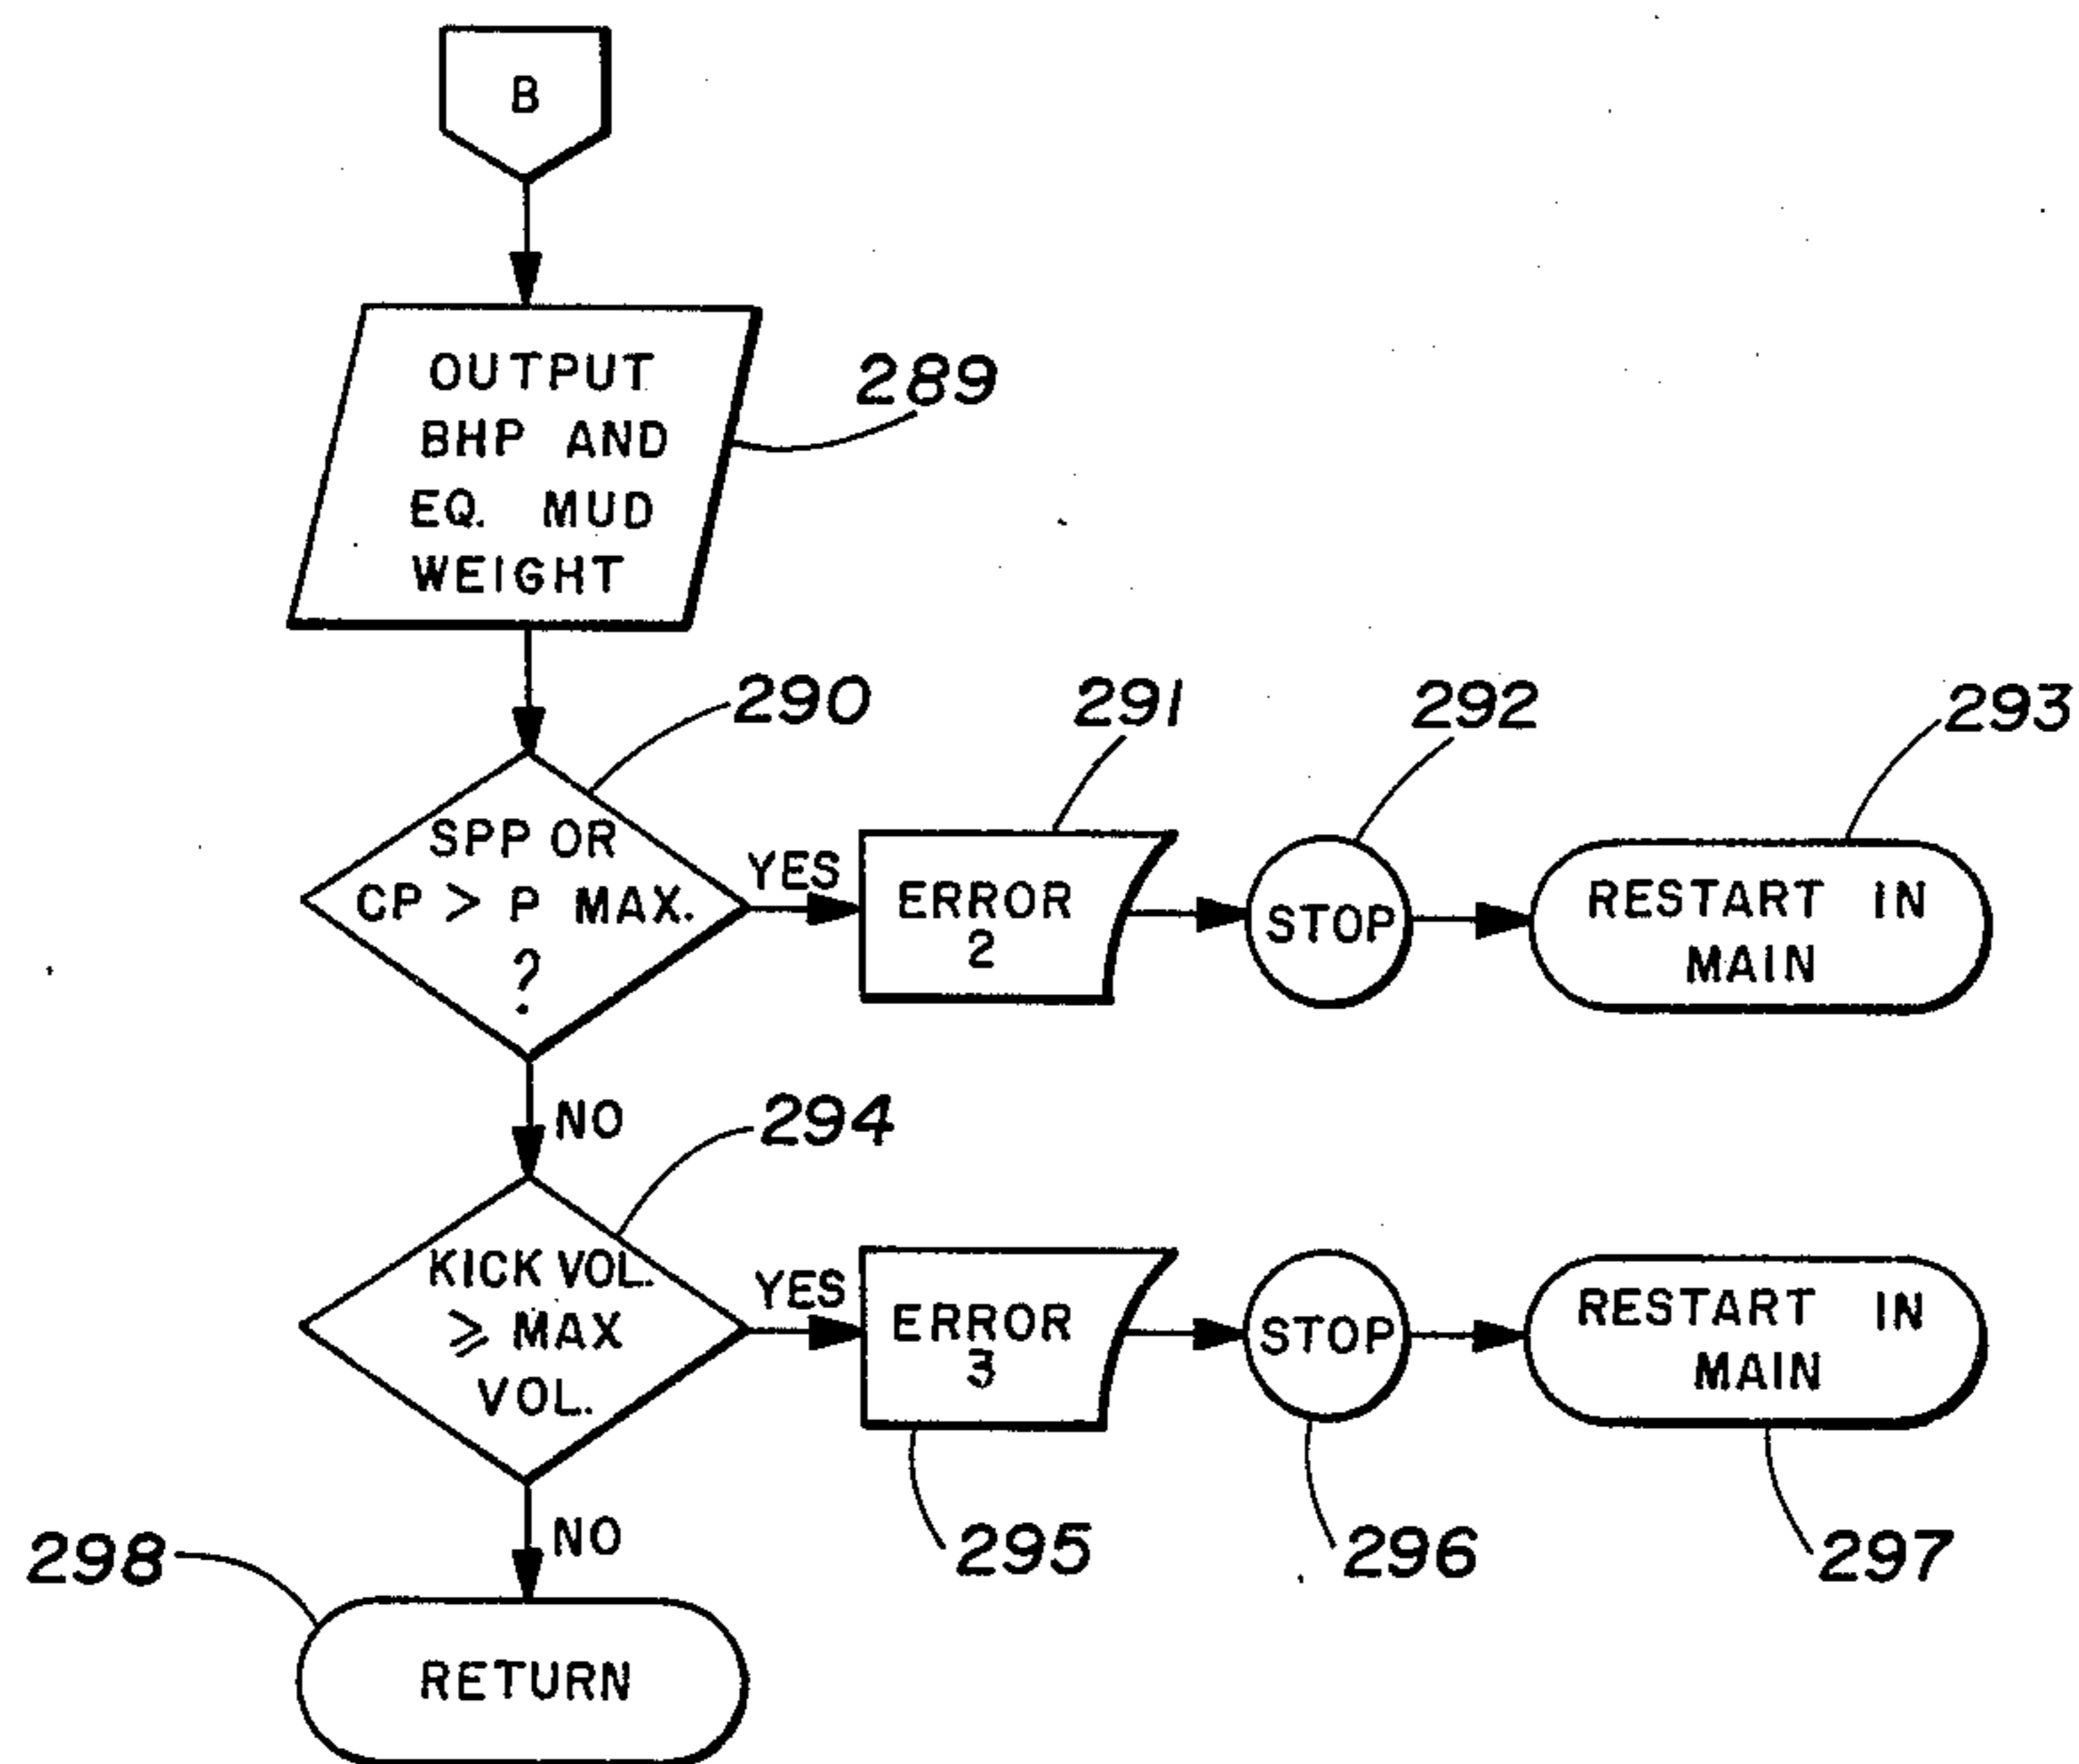 B
OUTPUT
BHP AND
EQ. MUD
WEIGHT
289
290
291
292
293
SPP OR
CP > P MAX.
?
YES
ERROR
2
STOP
RESTART IN
MAIN
NO
294
KICK VOL.
≥ MAX
VOL.
YES
ERROR
3
STOP
RESTART IN
MAIN
295
296
297
NO
298
RETURN